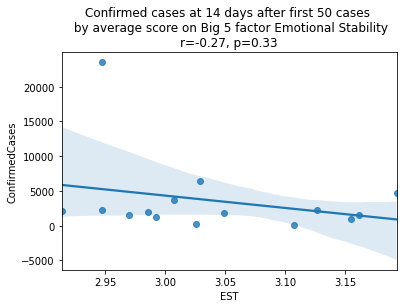 Confirmed cases at 14 days after first 50 cases
by average score on Big 5 factor Emotional Stability
r=-0.27, p=0.33
ConfirmedCases
20000
15000
10000
5000
0
−5000
2.95
3.00
3.05
3.10
3.15
EST